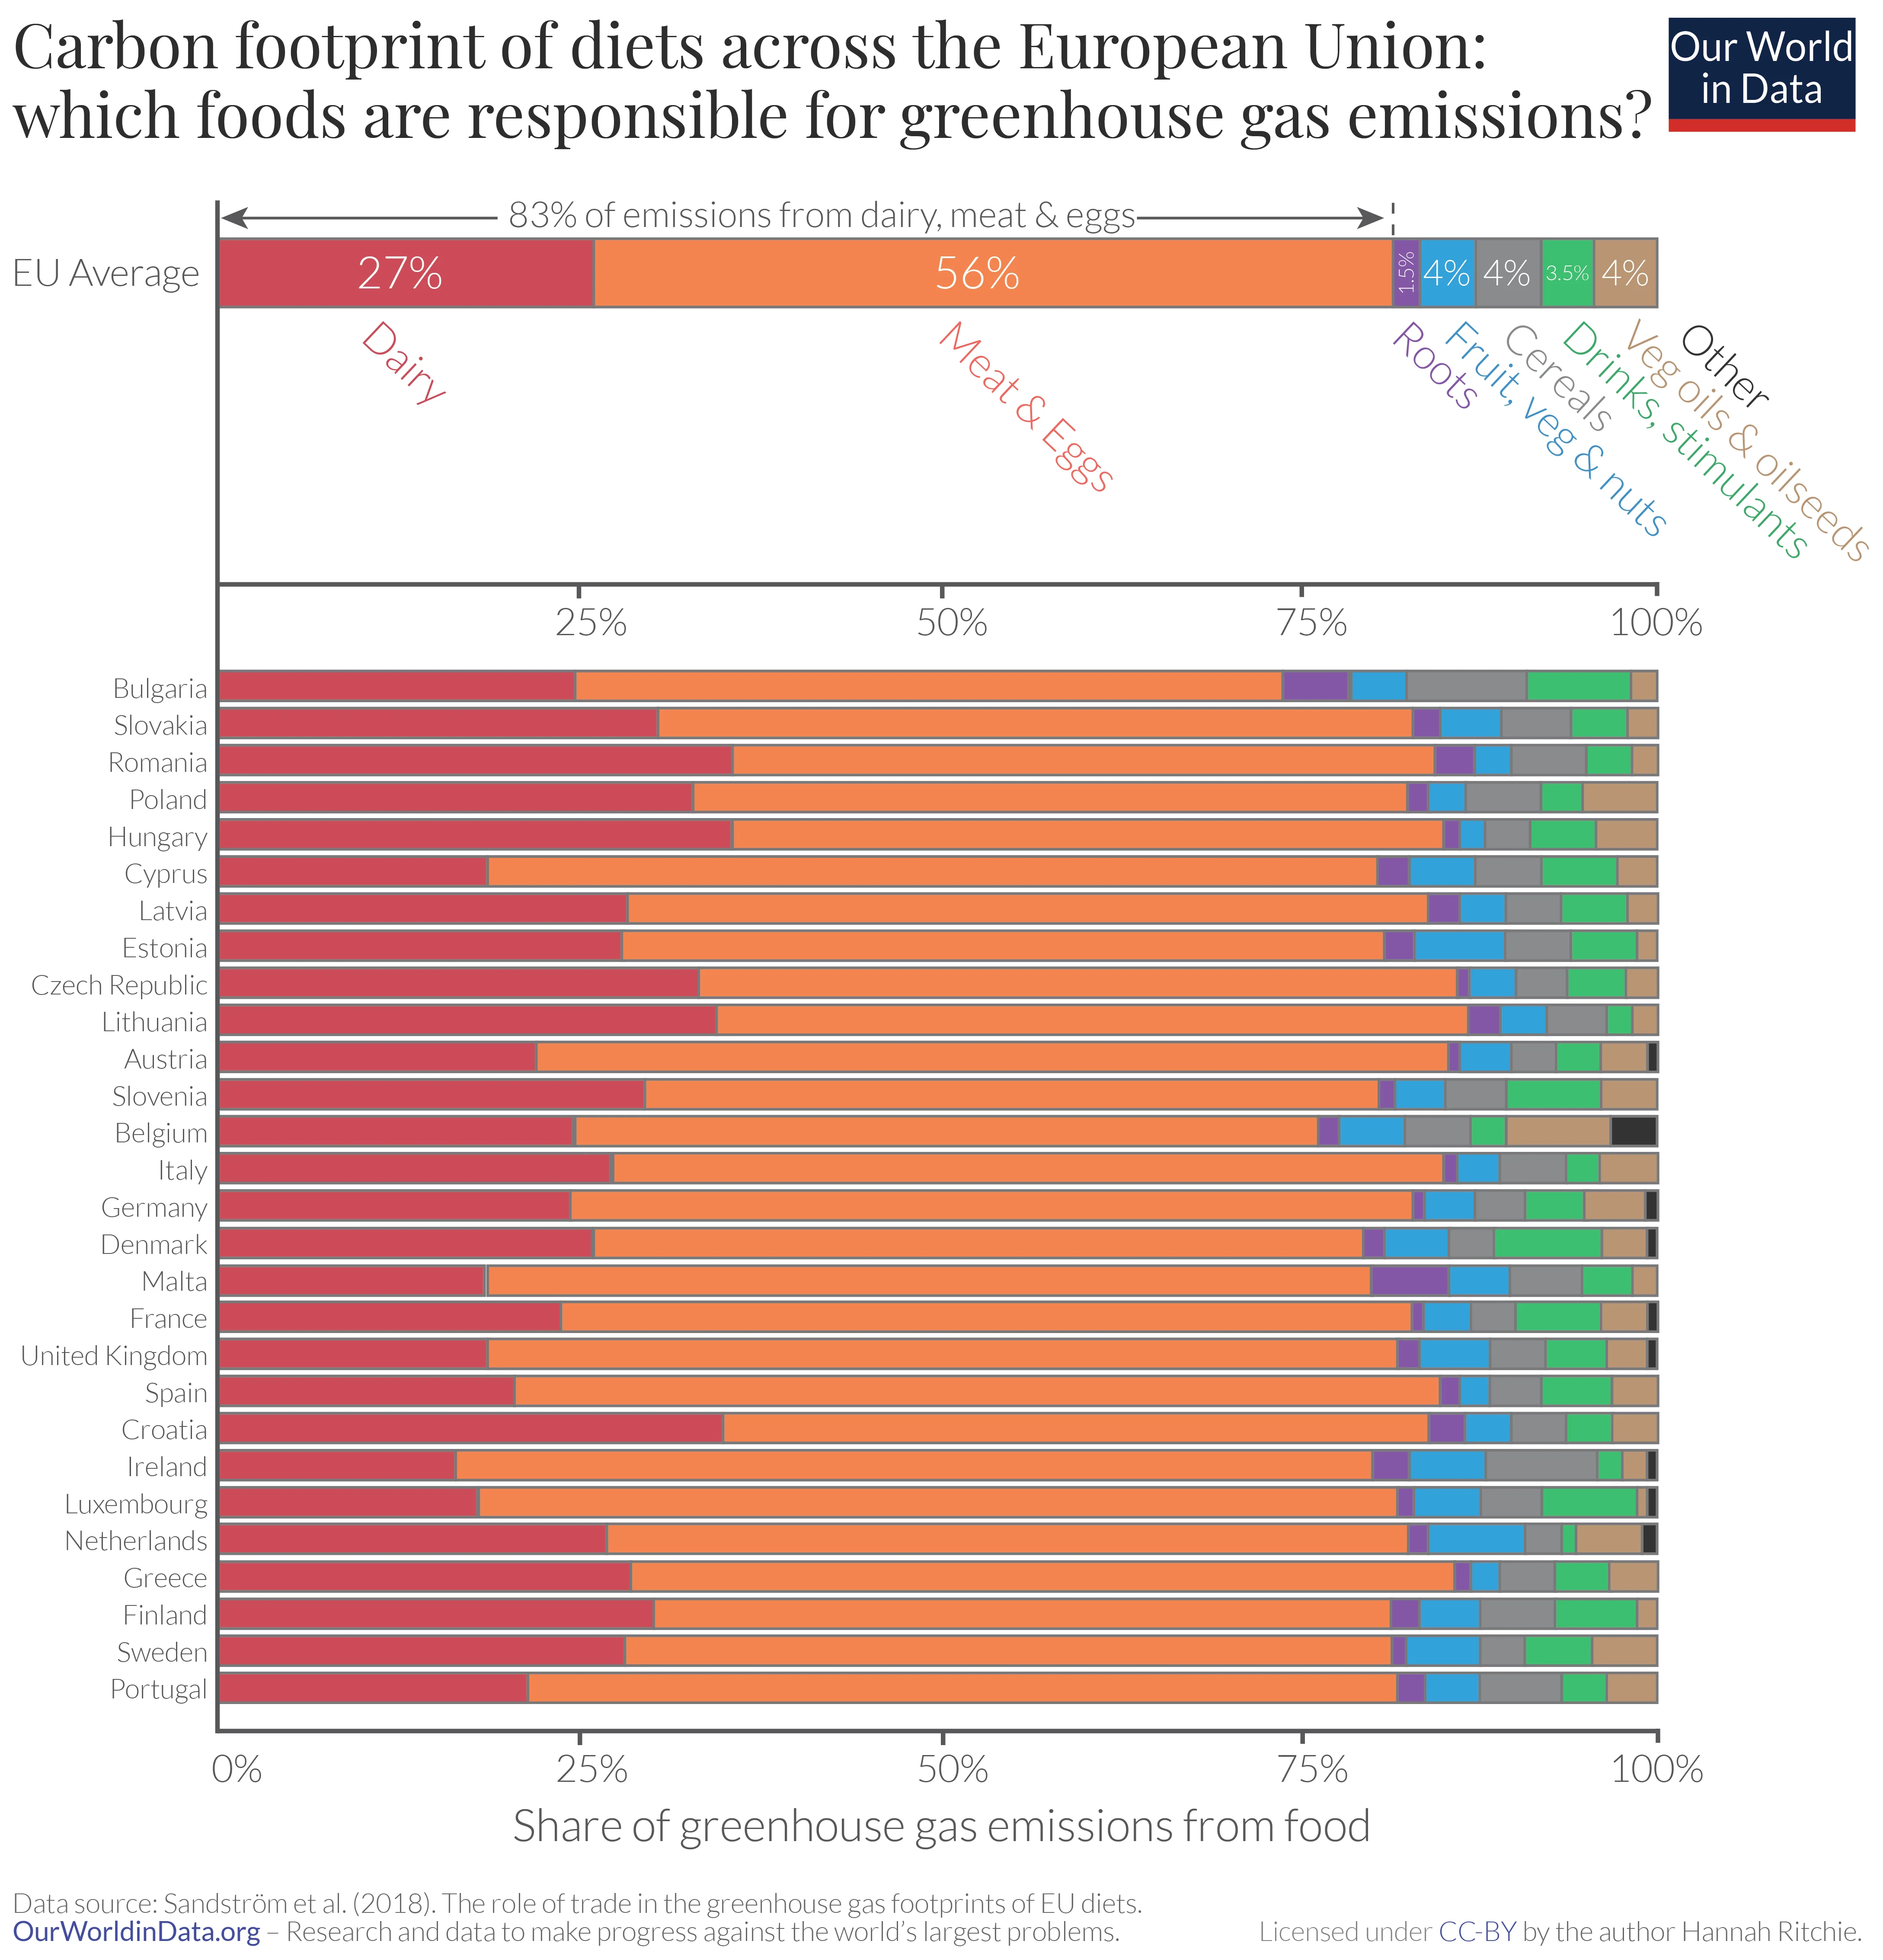 Carbon footprint of diets across the European Union:
which foods are responsible for greenhouse gas emissions?
Our World
in Data
83% of emissions from dairy, meat & eggs
EU Average
27%
56%
1.5%
4%
4%
3.5%
4%
Dairy
Meat & Eggs
Roots
Fruit, veg & nuts
Cereals
Drinks, stimulants
Veg oils & oilseeds
Other
25%
50%
75%
100%
Bulgaria
Slovakia
Romania
Poland
Hungary
Cyprus
Latvia
Estonia
Czech Republic
Lithuania
Austria
Slovenia
Belgium
Italy
Germany
Denmark
Malta
France
United Kingdom
Spain
Croatia
Ireland
Luxembourg
Netherlands
Greece
Finland
Sweden
Portugal
0%
25%
50%
75%
100%
Share of greenhouse gas emissions from food
Data source: Sandström et al. (2018). The role of trade in the greenhouse gas footprints of EU diets.
OurWorldinData.org – Research and data to make progress against the world's largest problems.
Licensed under CC-BY by the author Hannah Ritchie.